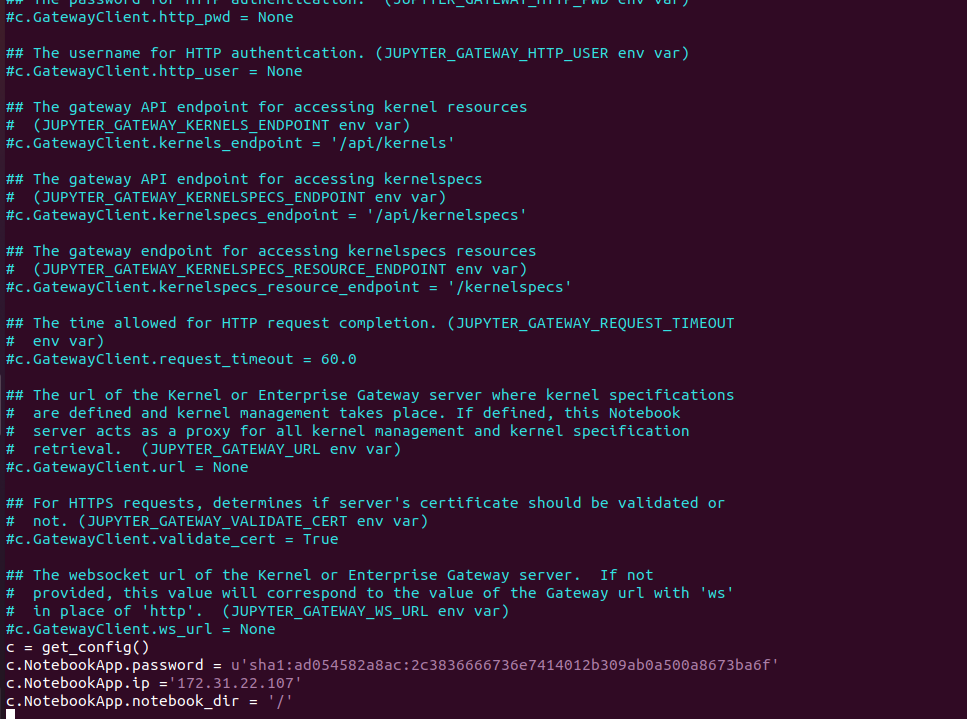 ## The password for HTTP authentication.  (JUPYTER_GATEWAY_HTTP_PWD env var)
#c.GatewayClient.http_pwd = None
## The username for HTTP authentication. (JUPYTER_GATEWAY_HTTP_USER env var)
#c.GatewayClient.http_user = None
## The gateway API endpoint for accessing kernel resources
#  (JUPYTER_GATEWAY_KERNELS_ENDPOINT env var)
#c.GatewayClient.kernels_endpoint = '/api/kernels'
## The gateway API endpoint for accessing kernelspecs
#  (JUPYTER_GATEWAY_KERNELSPECS_ENDPOINT env var)
#c.GatewayClient.kernelspecs_endpoint = '/api/kernelspecs'
## The gateway endpoint for accessing kernelspecs resources
#  (JUPYTER_GATEWAY_KERNELSPECS_RESOURCE_ENDPOINT env var)
#c.GatewayClient.kernelspecs_resource_endpoint = '/kernelspecs'
## The time allowed for HTTP request completion. (JUPYTER_GATEWAY_REQUEST_TIMEOUT
#  env var)
#c.GatewayClient.request_timeout = 60.0
## The url of the Kernel or Enterprise Gateway server where kernel specifications
#  are defined and kernel management takes place. If defined, this Notebook
#  server acts as a proxy for all kernel management and kernel specification
#  retrieval.  (JUPYTER_GATEWAY_URL env var)
#c.GatewayClient.url = None
## For HTTPS requests, determines if server's certificate should be validated or
#  not. (JUPYTER_GATEWAY_VALIDATE_CERT env var)
#c.GatewayClient.validate_cert = True
## The websocket url of the Kernel or Enterprise Gateway server.  If not
#  provided, this value will correspond to the value of the Gateway url with 'ws'
#  in place of 'http'.  (JUPYTER_GATEWAY_WS_URL env var)
#c.GatewayClient.ws_url = None
c = get_config()
c.NotebookApp.password = u'sha1:ad054582a8ac:2c3836666736e7414012b309ab0a500a8673ba6f'
c.NotebookApp.ip ='172.31.22.107'
c.NotebookApp.notebook_dir = '/'